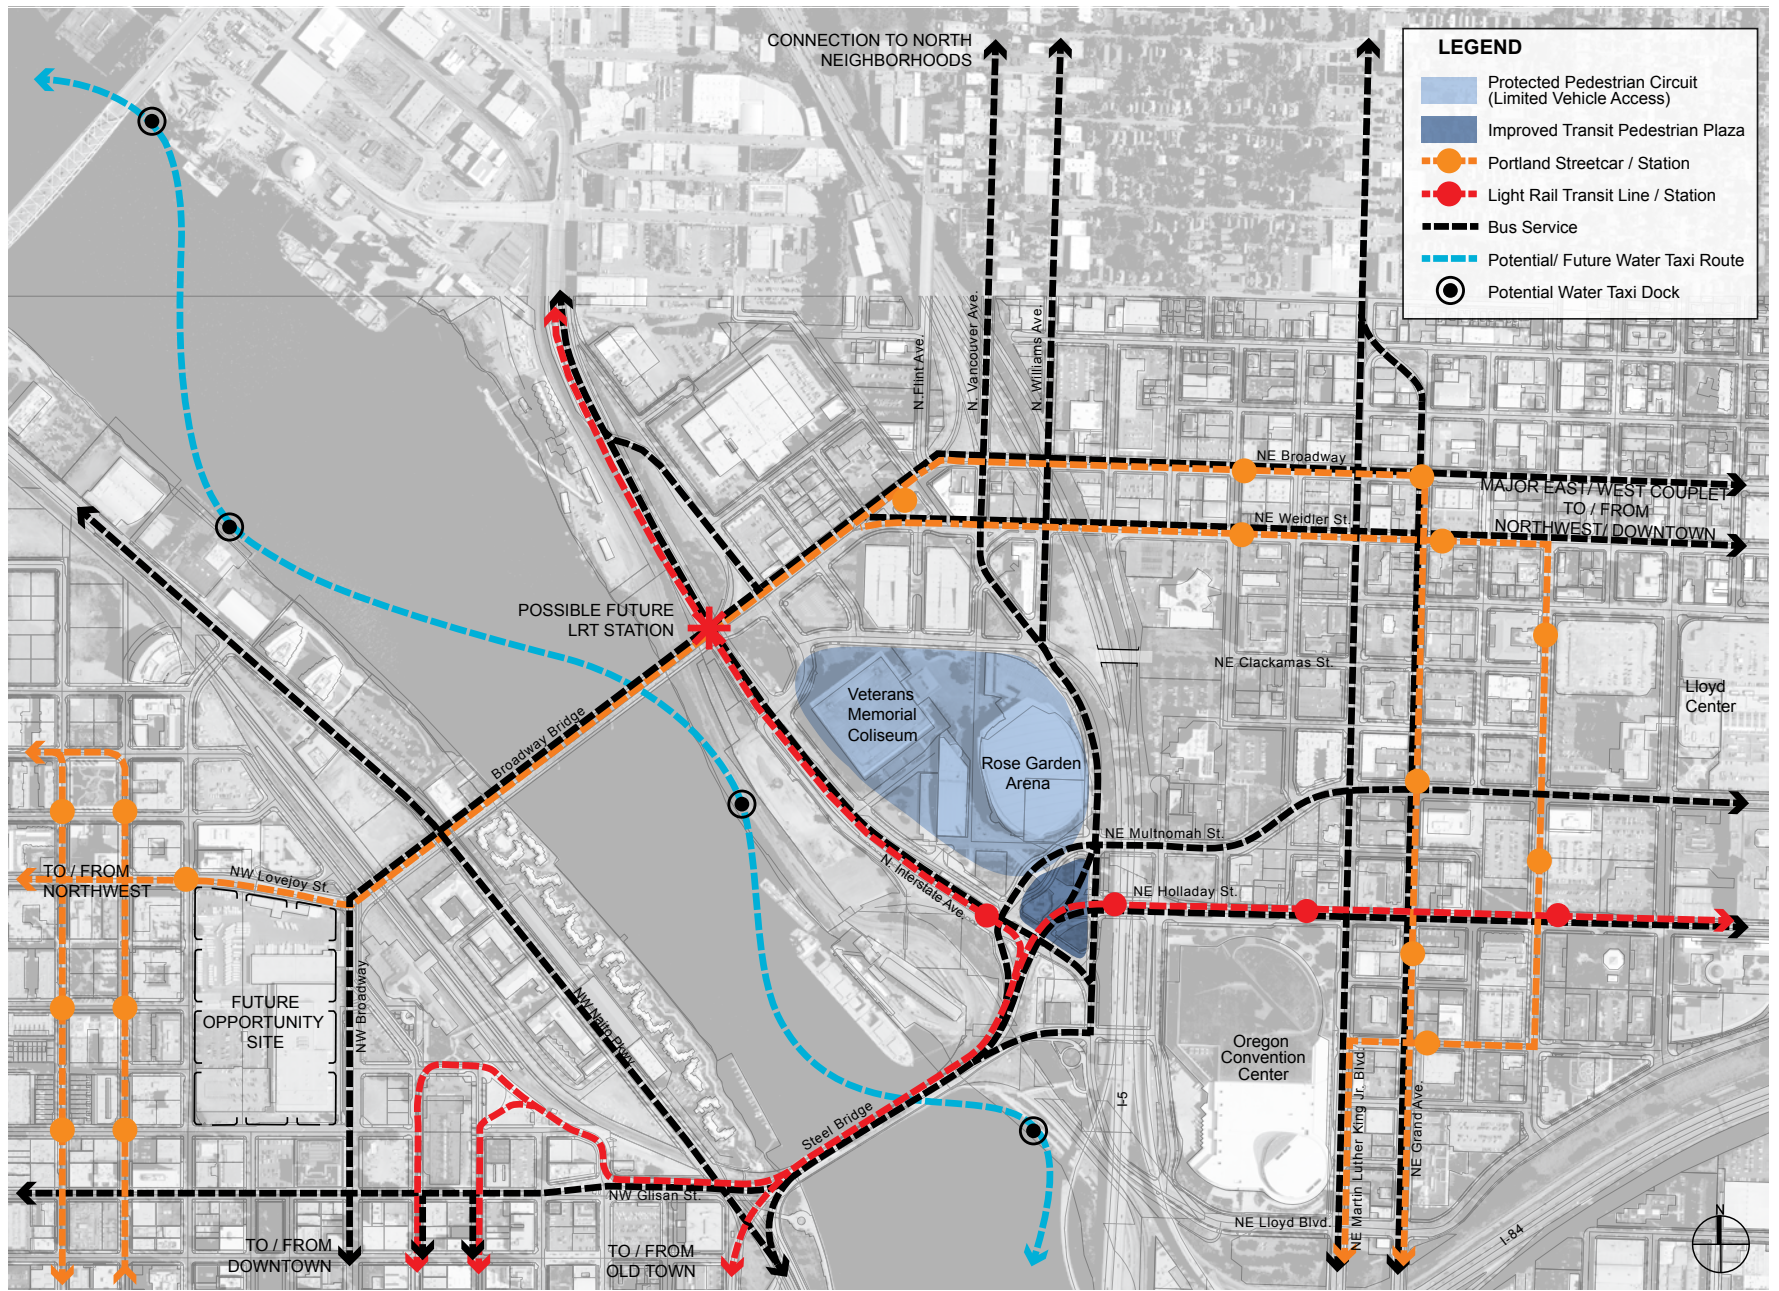 CONNECTION TO NORTH
NEIGHBORHOODS
LEGEND
Protected Pedestrian Circuit
(Limited Vehicle Access)
Improved Transit Pedestrian Plaza
Portland Streetcar / Station
Light Rail Transit Line / Station
Bus Service
Potential/ Future Water Taxi Route
Potential Water Taxi Dock
N.Flint Ave.
N. Vancouver Ave.
N. Williams Ave.
NE Broadway
MAJOR EAST/ WEST COUPLET
TO / FROM
NORTHWEST/ DOWNTOWN
NE Weidler St.
POSSIBLE FUTURE
LRT STATION
NE Clackamas St.
Lloyd
Center
Veterans
Memorial
Coliseum
Rose Garden
Arena
Broadway Bridge
NE Multnomah St.
N. Interstate Ave.
NE Holladay St.
TO / FROM
NORTHWEST
NW Lovejoy St.
FUTURE
OPPORTUNITY
SITE
NW Broadway
NW Naito Pkwy.
Oregon
Convention
Center
I-5
Steel Bridge
NE Martin Luther King Jr. Blvd.
NE Grand Ave.
NW Glisan St.
NE Lloyd Blvd.
I-84
N
TO / FROM
DOWNTOWN
TO / FROM
OLD TOWN